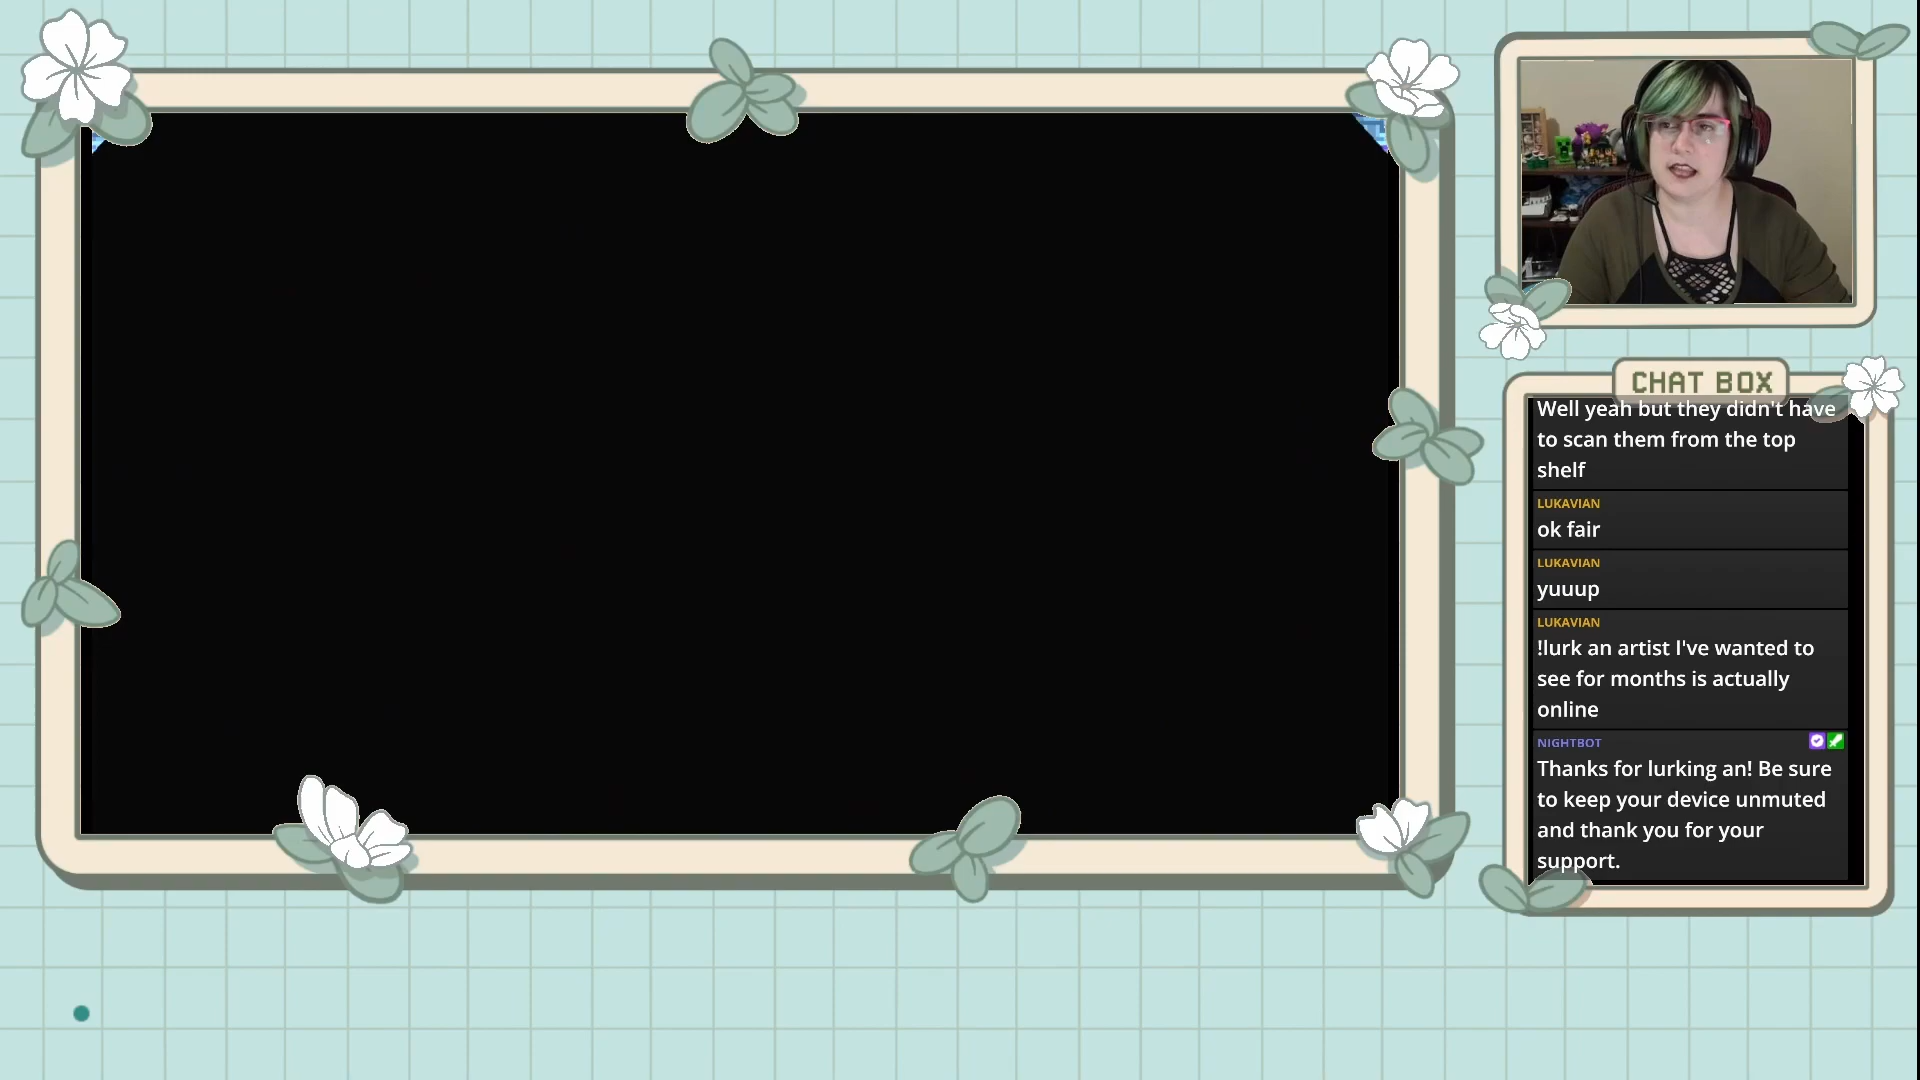 CHAT BOX
Well yeah but they didn't have
to scan them from the top
shelf
LUKAVIAN
ok fair
LUKAVIAN
yuuup
LUKAVIAN
!lurk an artist I've wanted to
see for months is actually
online
NIGHTBOT
Thanks for lurking an! Be sure
to keep your device unmuted
and thank you for your
support.